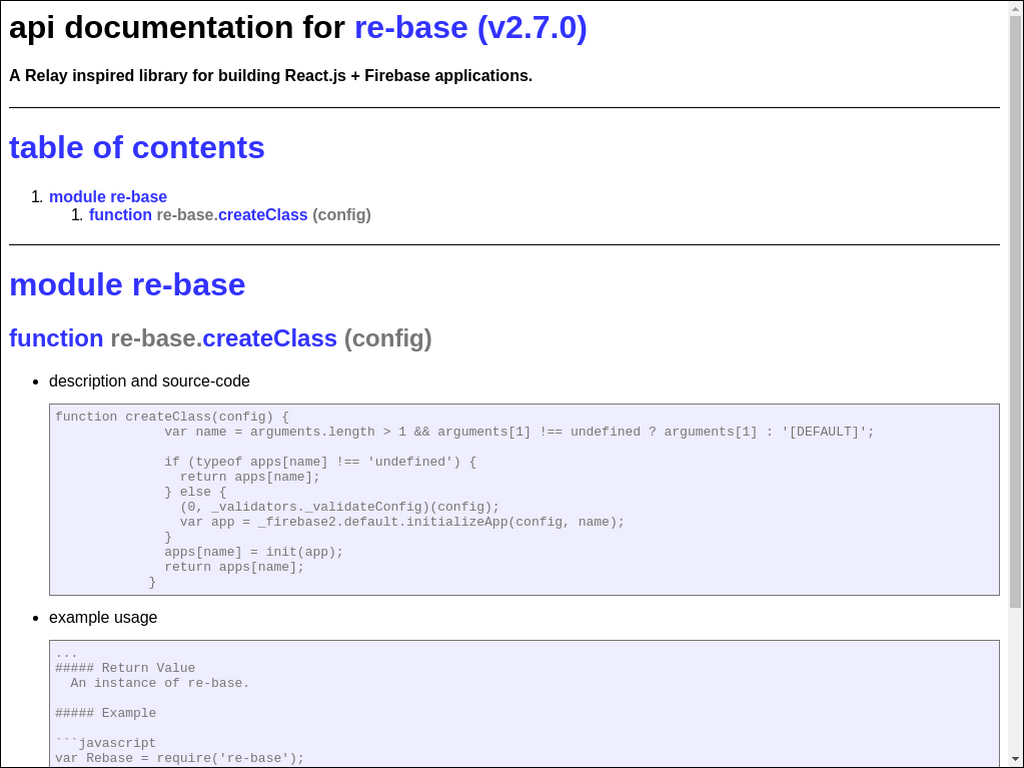 api documentation for re-base (v2.7.0)
A Relay inspired library for building React.js + Firebase applications.
table of contents
1. module re-base
1. function re-base.createClass (config)
module re-base
function re-base.createClass (config)
• description and source-code
function createClass(config) {
var name = arguments.length > 1 && arguments[1] !== undefined ? arguments[1] : '[DEFAULT]';
if (typeof apps[name] !== 'undefined') {
return apps[name];
} else {
(0, _validators._validateConfig)(config);
var app = _firebase2.default.initializeApp(config, name);
}
apps[name] = init(app);
return apps[name];
}
• example usage
...
##### Return Value
An instance of re-base.
##### Example
```javascript
var Rebase = require('re-base');